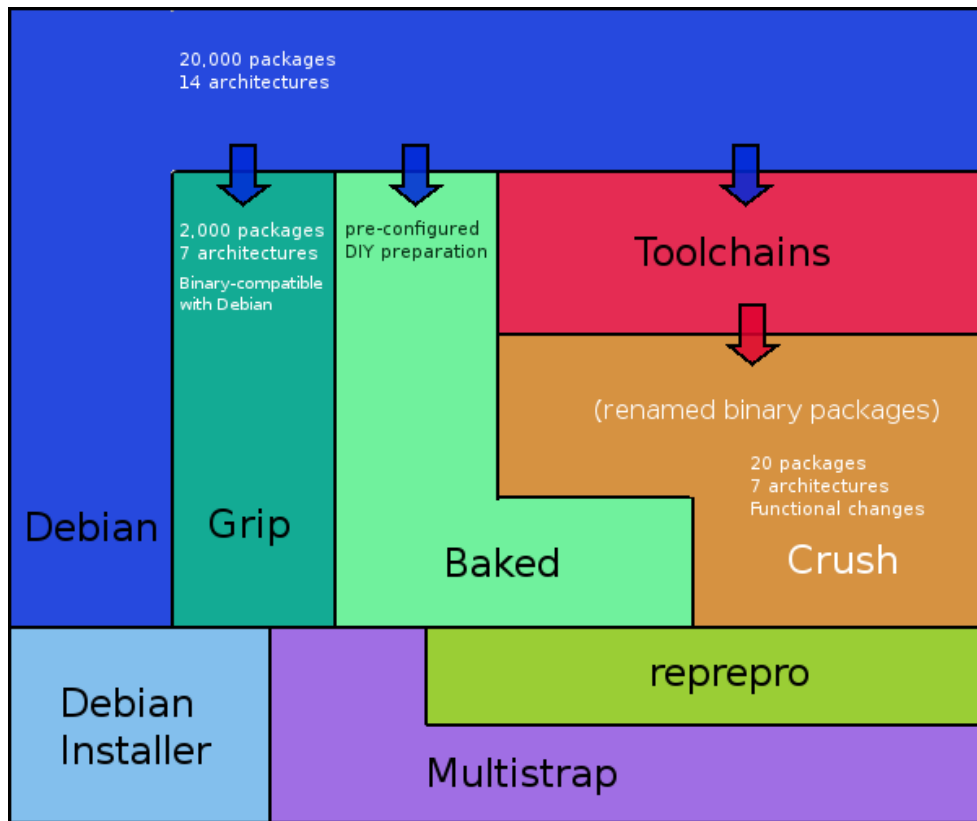 20,000 packages
14 architectures
2,000 packages
7 architectures
Binary-compatible
with Debian
pre-configured
DIY preparation
Toolchains
(renamed binary packages)
20 packages
7 architectures
Functional changes
Debian
Grip
Baked
Crush
Debian
Installer
reprepro
Multistrap